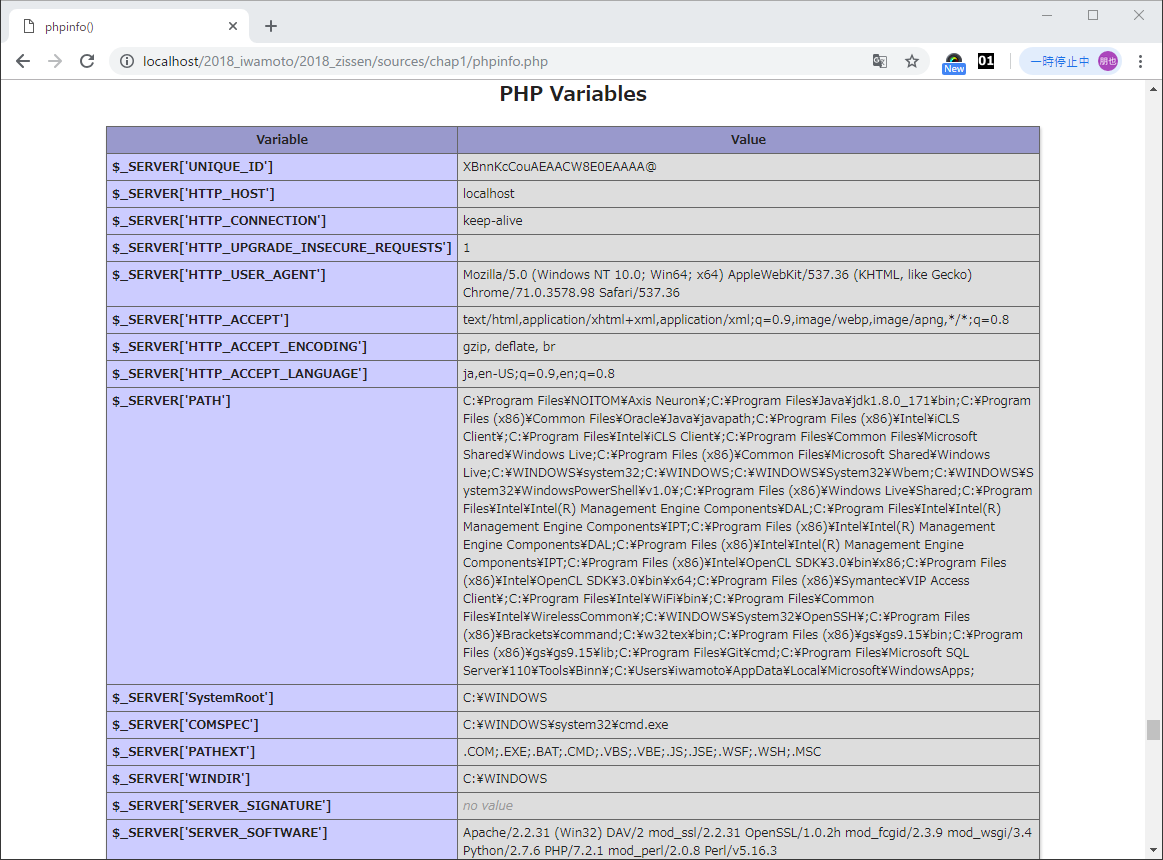 phpinfo()
localhost/2018_iwamoto/2018_zissen/sources/chap1/phpinfo.php
New
01
一時停止中
朋也
PHP Variables
Variable Value
$_SERVER['UNIQUE_ID'] XBnnKcCouAEAACW8E0EAAAA@
$_SERVER['HTTP_HOST'] localhost
$_SERVER['HTTP_CONNECTION'] keep-alive
$_SERVER['HTTP_UPGRADE_INSECURE_REQUESTS'] 1
$_SERVER['HTTP_USER_AGENT'] Mozilla/5.0 (Windows NT 10.0; Win64; x64) AppleWebKit/537.36 (KHTML, like Gecko)
Chrome/71.0.3578.98 Safari/537.36
$_SERVER['HTTP_ACCEPT'] text/html,application/xhtml+xml,application/xml;q=0.9,image/webp,image/apng,*/*;q=0.8
$_SERVER['HTTP_ACCEPT_ENCODING'] gzip, deflate, br
$_SERVER['HTTP_ACCEPT_LANGUAGE'] ja,en-US;q=0.9,en;q=0.8
$_SERVER['PATH'] C:¥Program Files¥NOITOM¥Axis Neuron¥;C:¥Program Files¥Java¥jdk1.8.0_171¥bin;C:¥Program
Files (x86)¥Common Files¥Oracle¥Java¥javapath;C:¥Program Files (x86)¥Intel¥iCLS
Client¥;C:¥Program Files¥Intel¥iCLS Client¥;C:¥Program Files¥Common Files¥Microsoft
Shared¥Windows Live;C:¥Program Files (x86)¥Common Files¥Microsoft Shared¥Windows
Live;C:¥WINDOWS¥system32;C:¥WINDOWS;C:¥WINDOWS¥System32¥Wbem;C:¥WINDOWS¥S
ystem32¥WindowsPowerShell¥v1.0¥;C:¥Program Files (x86)¥Windows Live¥Shared;C:¥Program
Files¥Intel¥Intel(R) Management Engine Components¥DAL;C:¥Program Files¥Intel¥Intel(R)
Management Engine Components¥IPT;C:¥Program Files (x86)¥Intel¥Intel(R) Management
Engine Components¥DAL;C:¥Program Files (x86)¥Intel¥Intel(R) Management Engine
Components¥IPT;C:¥Program Files (x86)¥Intel¥OpenCL SDK¥3.0¥bin¥x86;C:¥Program Files
(x86)¥Intel¥OpenCL SDK¥3.0¥bin¥x64;C:¥Program Files (x86)¥Symantec¥VIP Access
Client¥;C:¥Program Files¥Intel¥WiFi¥bin¥;C:¥Program Files¥Common
Files¥Intel¥WirelessCommon¥;C:¥WINDOWS¥System32¥OpenSSH¥;C:¥Program Files
(x86)¥Brackets¥command;C:¥w32tex¥bin;C:¥Program Files (x86)¥gs¥gs9.15¥bin;C:¥Program
Files (x86)¥gs¥gs9.15¥lib;C:¥Program Files¥Git¥cmd;C:¥Program Files¥Microsoft SQL
Server¥110¥Tools¥Binn¥;C:¥Users¥iwamoto¥AppData¥Local¥Microsoft¥WindowsApps;
$_SERVER['SystemRoot'] C:¥WINDOWS
$_SERVER['COMSPEC'] C:¥WINDOWS¥system32¥cmd.exe
$_SERVER['PATHEXT'] .COM;.EXE;.BAT;.CMD;.VBS;.VBE;.JS;.JSE;.WSF;.WSH;.MSC
$_SERVER['WINDIR'] C:¥WINDOWS
$_SERVER['SERVER_SIGNATURE'] no value
$_SERVER['SERVER_SOFTWARE'] Apache/2.2.31 (Win32) DAV/2 mod_ssl/2.2.31 OpenSSL/1.0.2h mod_fcgid/2.3.9 mod_wsgi/3.4
Python/2.7.6 PHP/7.2.1 mod_perl/2.0.8 Perl/v5.16.3